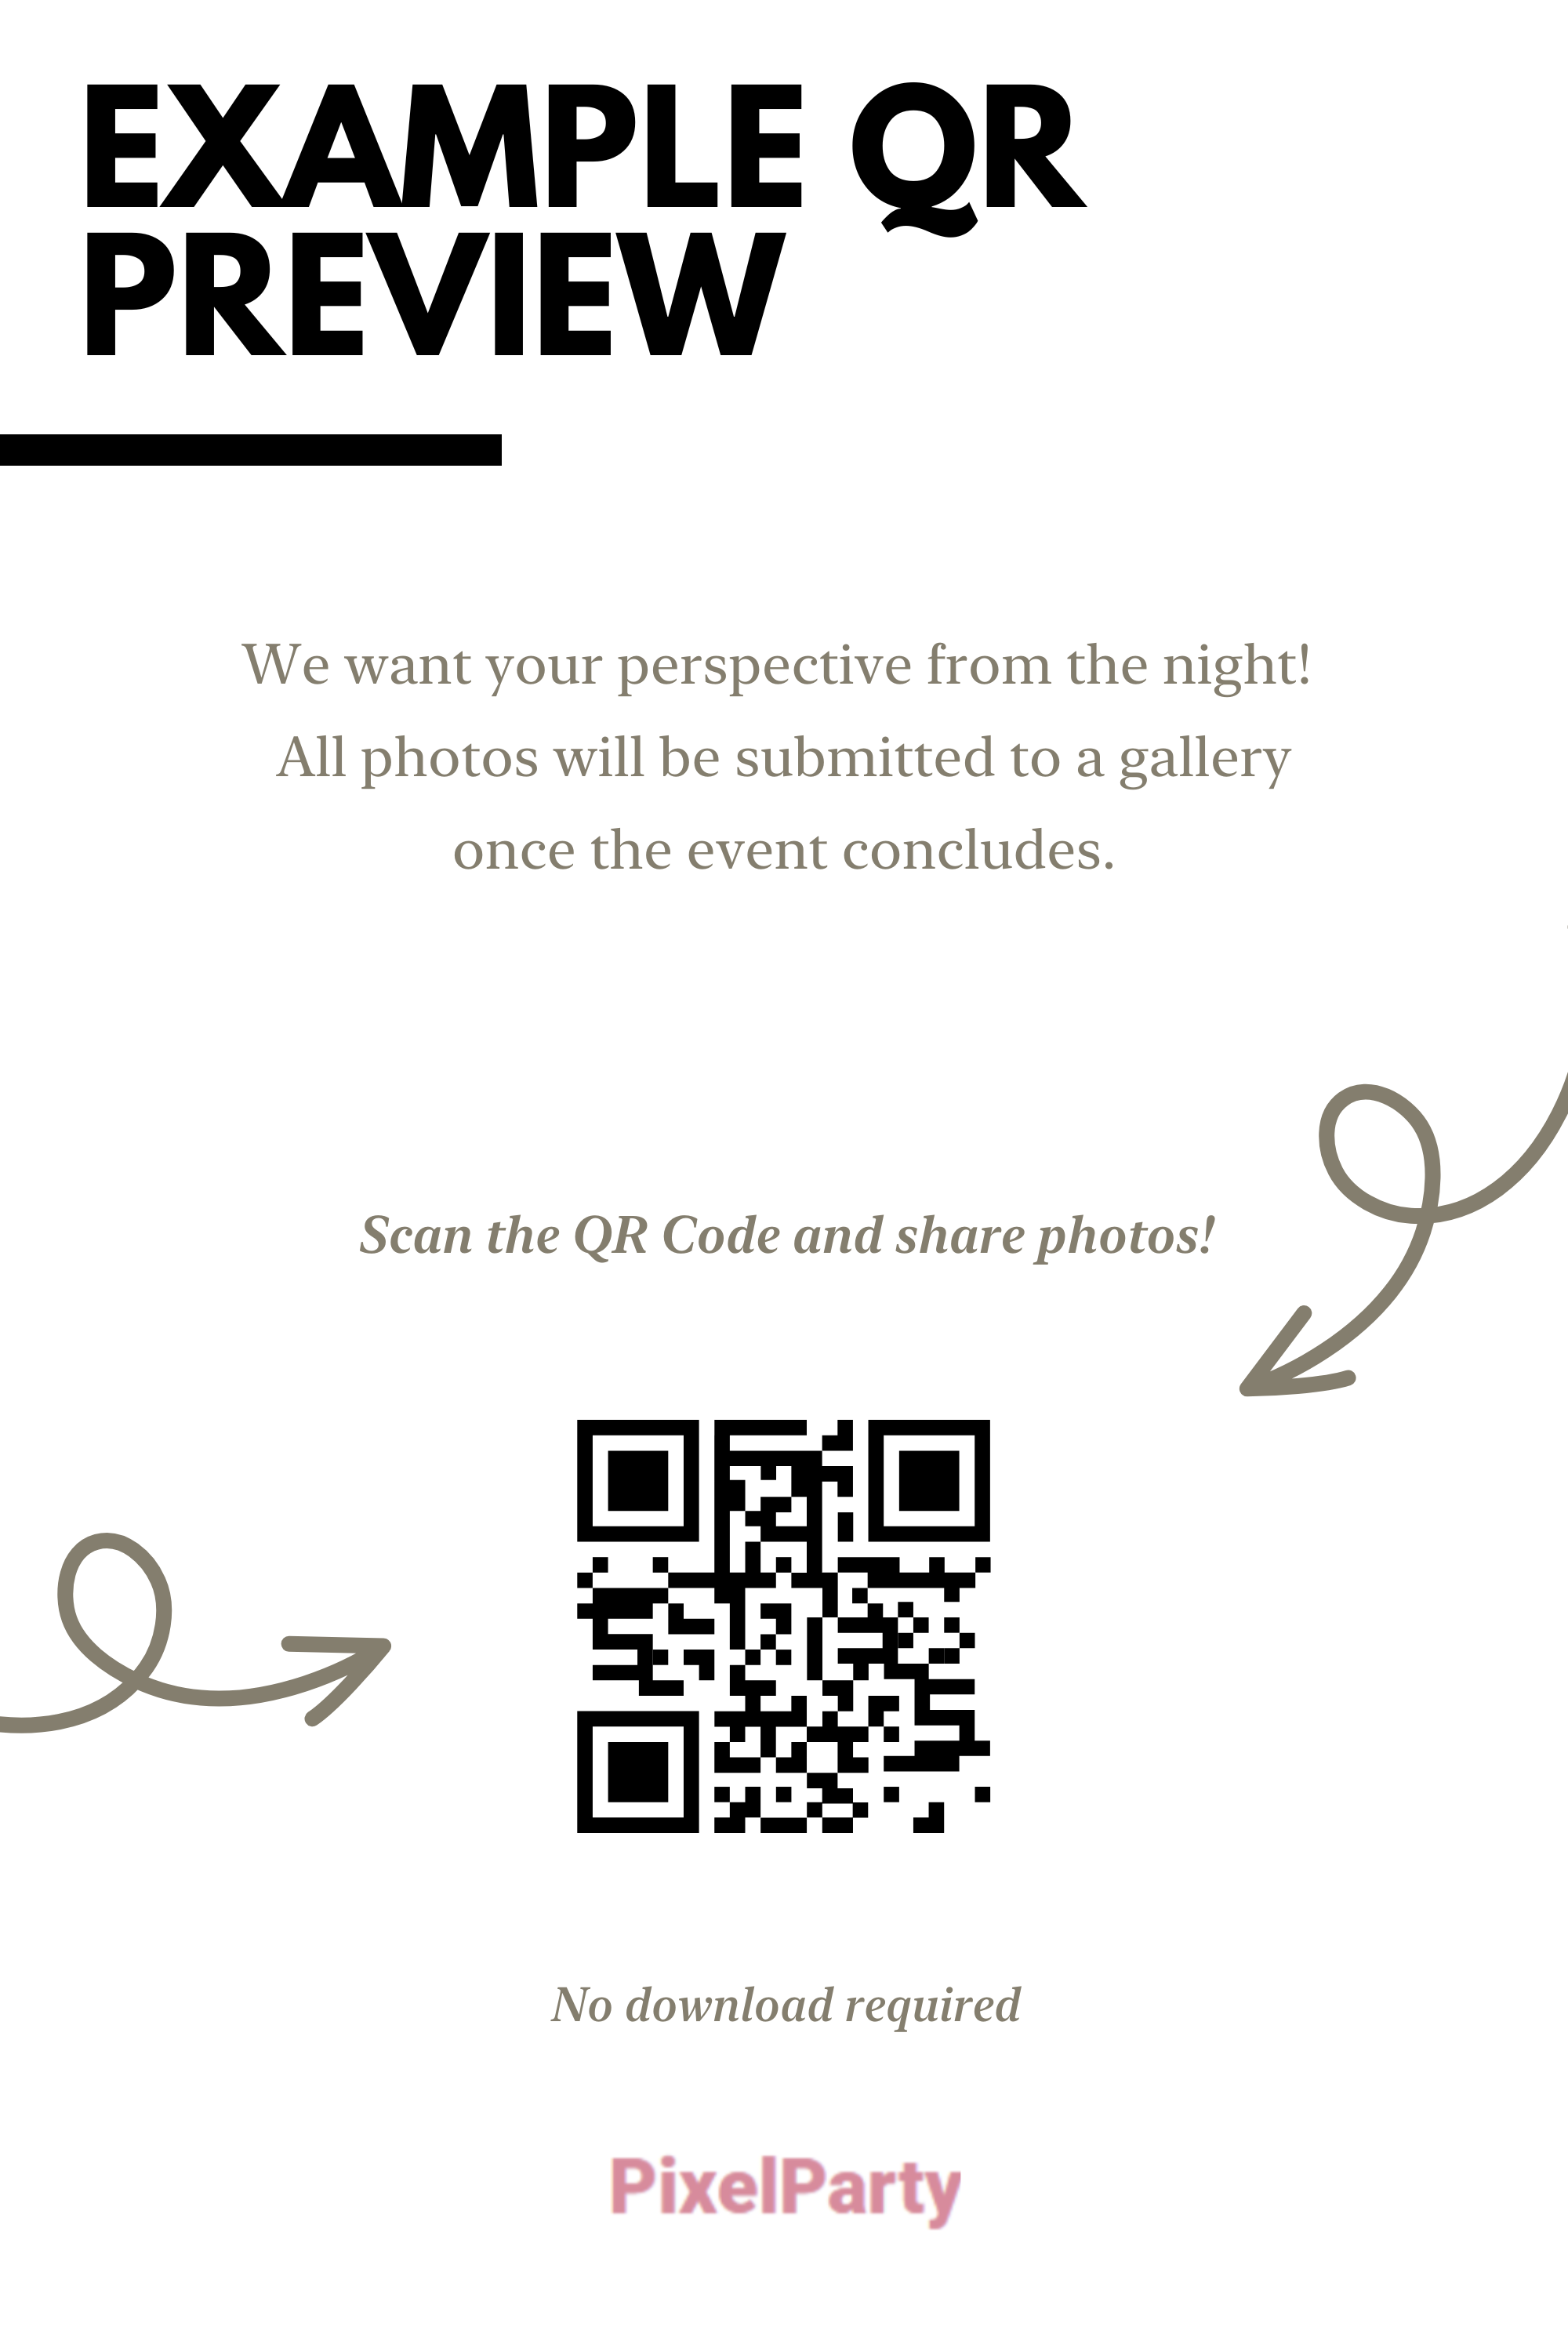 EXAMPLE QR
PREVIEW
We want your perspective from the night!
All photos will be submitted to a gallery
once the event concludes.
Scan the QR Code and share photos!
No download required
PixelParty